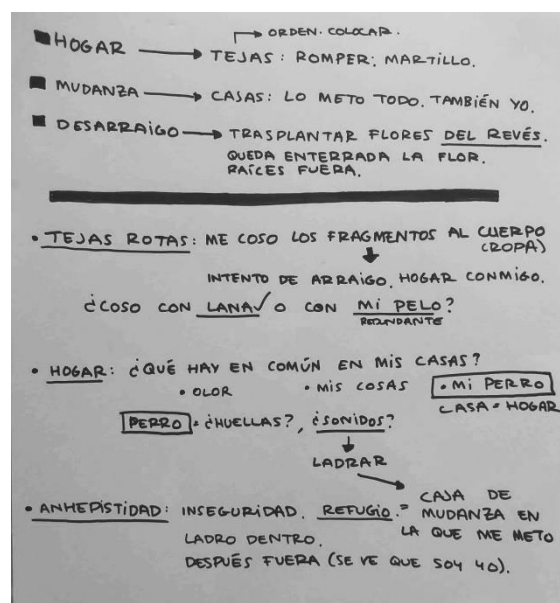 → ORDEN. COLOCAR.
■ HOGAR → TEJAS: ROMPER: MARTILLO.
■ MUDANZA → CASAS: LO METO TODO. TAMBIÉN YO.
■ DESARRAIGO → TRASPLANTAR FLORES DEL REVÉS.
QUEDA ENTERRADA LA FLOR.
RAÍCES FUERA.
• TEJAS ROTAS: ME COSO LOS FRAGMENTOS AL CUERPO
(ROPA)
INTENTO DE ARRAIGO. HOGAR CONMIGO.
¿COSO CON LANA✓ O CON MI PELO?
REDUNDANTE
• HOGAR: ¿QUÉ HAY EN COMÚN EN MIS CASAS?
• OLOR • MIS COSAS • MI PERRO
CASA • HOGAR
PERRO • ¿HUELLAS?, ¿SONIDOS?
LADRAR
• ANHEPISTIDAD: INSEGURIDAD. REFUGIO. = CAJA DE
MUDANZA EN
LA QUE ME METO
LADRO DENTRO.
DESPUÉS FUERA (SE VE QUE SOY YO).